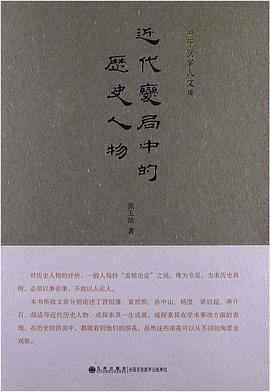 近代變局中的
歷史人物
张玉法 著
对历史人物的评价，一般人每持“盖棺论定”之说，殊为非是。为求历史真
相，必须以事论事，不能以人论人。
本书所收文章分别论述了曾国藩、袁世凯、孙中山、杨度、梁启超、蒋介
石、胡适等近代历史人物，或探索其一生成就，或探索其在学术事功方面的表
现。在历史的洪流中，都能看到他们的浪花，虽然这些浪花可以从不同的角度去
观察。
九州出版社 全国百佳图书出版单位